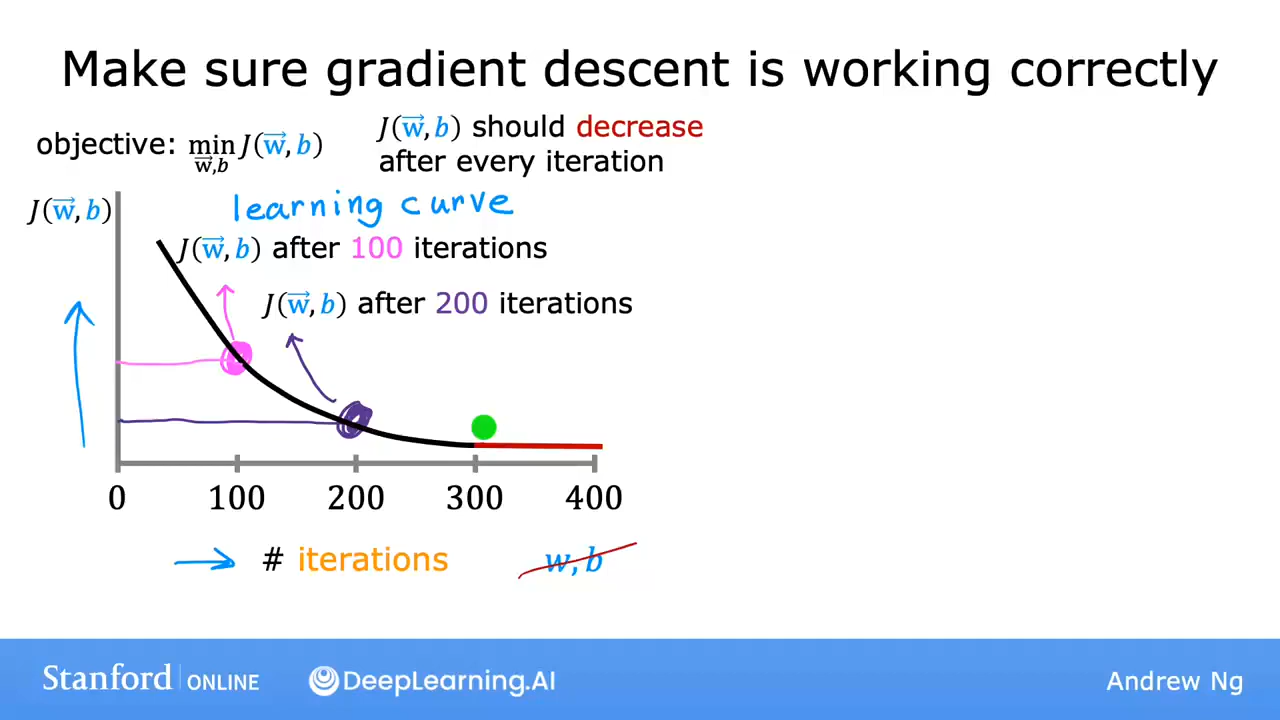 Make sure gradient descent is working correctly
objective: min J(w⃗, b)
w⃗,b
J(w⃗, b) should decrease
after every iteration
J(w⃗, b)
learning curve
J(w⃗, b) after 100 iterations
J(w⃗, b) after 200 iterations
0 100 200 300 400
# iterations
w, b
Stanford ONLINE
DeepLearning.AI
Andrew Ng